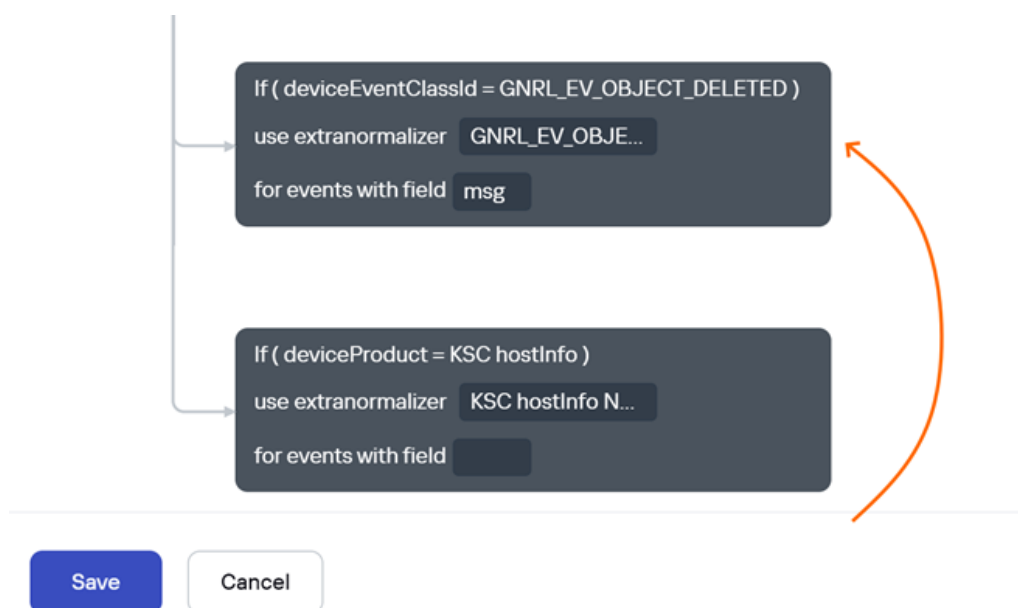 If ( deviceEventClassId = GNRL_EV_OBJECT_DELETED )
use extranormalizer GNRL_EV_OBJE...
for events with field msg
If ( deviceProduct = KSC hostInfo )
use extranormalizer KSC hostInfo N...
for events with field
Save Cancel